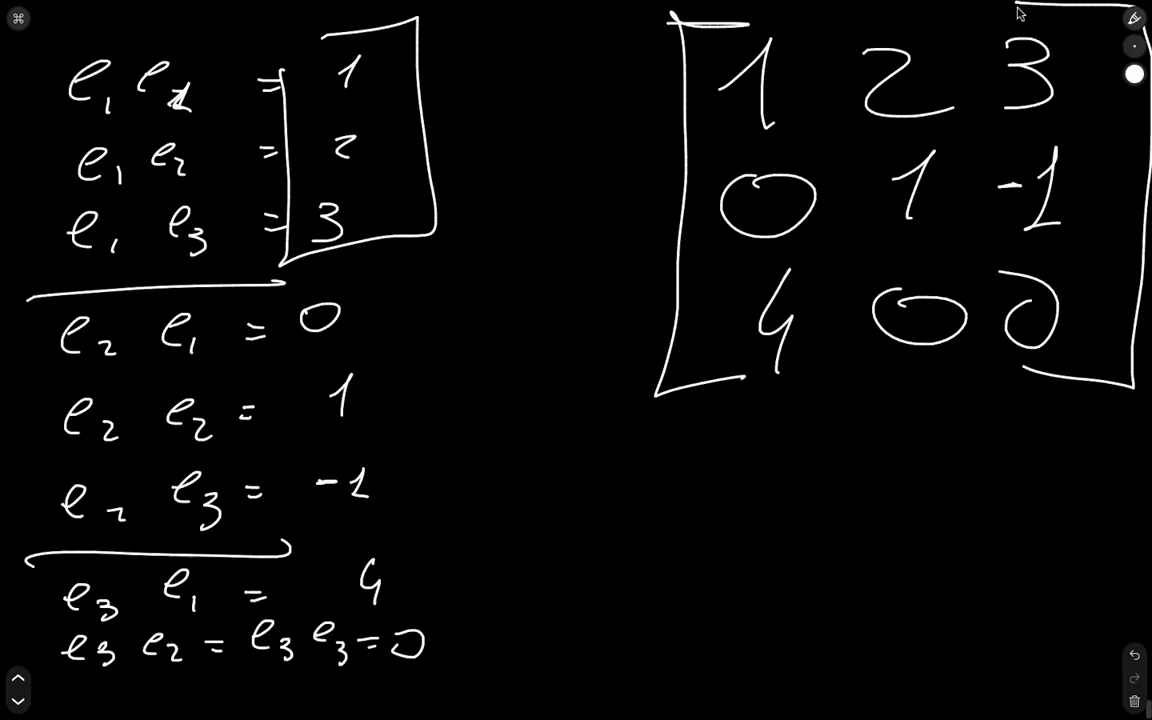 e₁ e₁ = 1
e₁ e₂ = 2
e₁ e₃ = 3
e₂ e₁ = 0
e₂ e₂ = 1
e₂ e₃ = -1
e₃ e₁ = 4
e₃ e₂ = e₃ e₃ = 0
1 2 3
0 1 -1
4 0 0